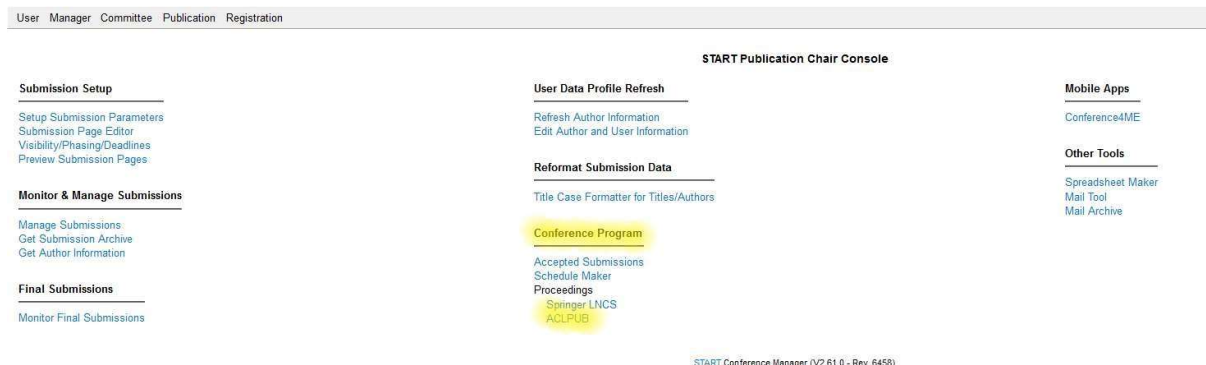 User Manager Committee Publication Registration
START Publication Chair Console
Submission Setup
Setup Submission Parameters
Submission Page Editor
Visibility/Phasing/Deadlines
Preview Submission Pages
Monitor & Manage Submissions
Manage Submissions
Get Submission Archive
Get Author Information
Final Submissions
Monitor Final Submissions
User Data Profile Refresh
Refresh Author Information
Edit Author and User Information
Reformat Submission Data
Title Case Formatter for Titles/Authors
Conference Program
Accepted Submissions
Schedule Maker
Proceedings
Springer LNCS
ACLPUB
Mobile Apps
Conference4ME
Other Tools
Spreadsheet Maker
Mail Tool
Mail Archive
START Conference Manager (V2.61.0 - Rev. 6458)